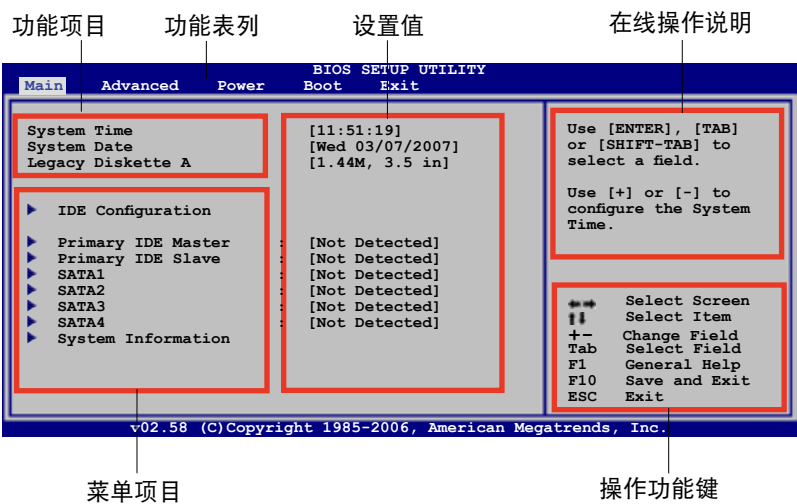 功能项目 功能表列 设置值 在线操作说明
BIOS SETUP UTILITY
Main Advanced Power Boot Exit
System Time [11:51:19]
System Date [Wed 03/07/2007]
Legacy Diskette A [1.44M, 3.5 in]
IDE Configuration
Primary IDE Master : [Not Detected]
Primary IDE Slave : [Not Detected]
SATA1 : [Not Detected]
SATA2 : [Not Detected]
SATA3 : [Not Detected]
SATA4 : [Not Detected]
System Information
Use [ENTER], [TAB]
or [SHIFT-TAB] to
select a field.
Use [+] or [-] to
configure the System
Time.
Select Screen
Select Item
+- Change Field
Tab Select Field
F1 General Help
F10 Save and Exit
ESC Exit
v02.58 (C)Copyright 1985-2006, American Megatrends, Inc.
菜单项目 操作功能键